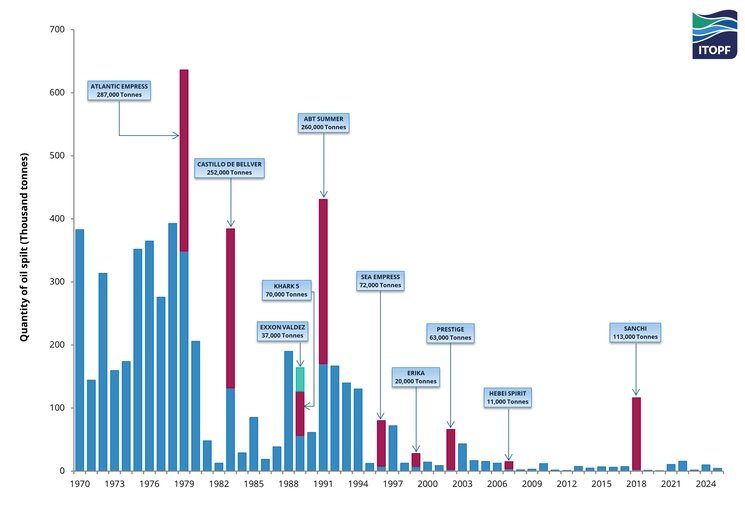 ITOPF
Quantity of oil spilt (Thousand tonnes)
700
600
500
400
300
200
100
0
ATLANTIC EMPRESS
287,000 Tonnes
CASTILLO DE BELLVER
252,000 Tonnes
ABT SUMMER
260,000 Tonnes
KHARK 5
70,000 Tonnes
EXXON VALDEZ
37,000 Tonnes
SEA EMPRESS
72,000 Tonnes
ERIKA
20,000 Tonnes
PRESTIGE
63,000 Tonnes
HEBEI SPIRIT
11,000 Tonnes
SANCHI
113,000 Tonnes
1970 1973 1976 1979 1982 1985 1988 1991 1994 1997 2000 2003 2006 2009 2012 2015 2018 2021 2024